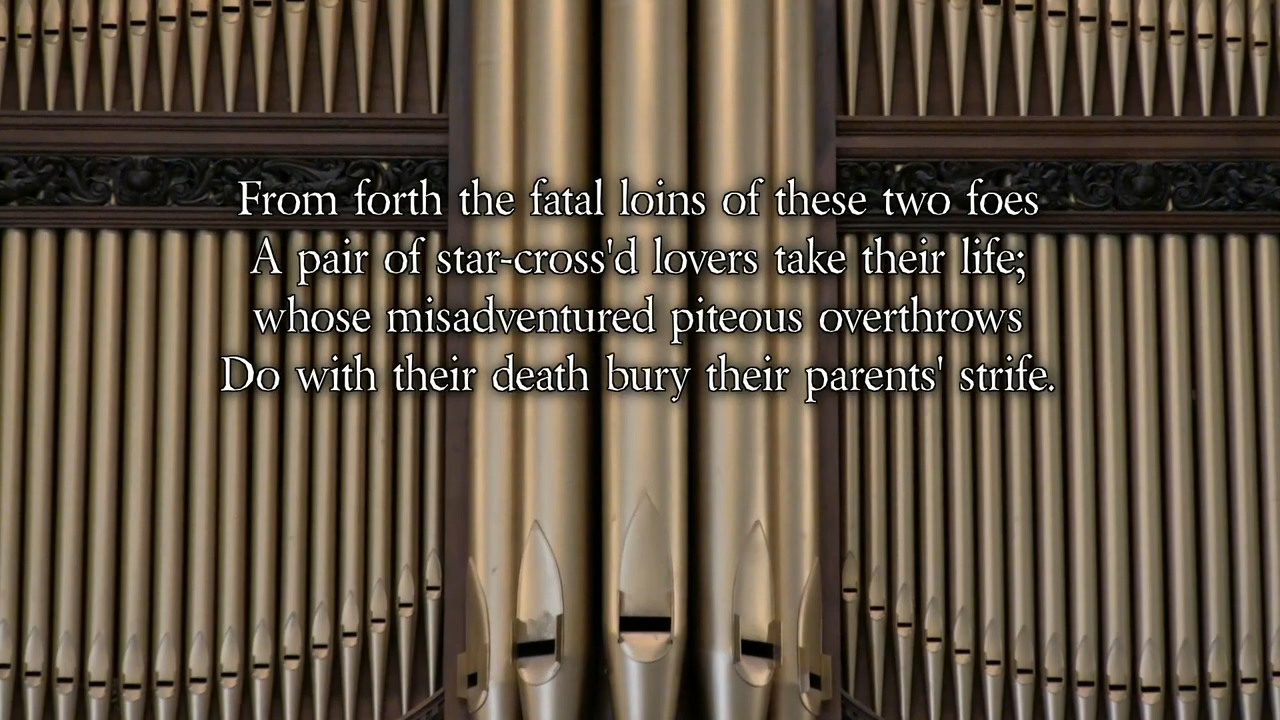 From forth the fatal loins of these two foes
A pair of star-cross'd lovers take their life;
whose misadventured piteous overthrows
Do with their death bury their parents' strife.